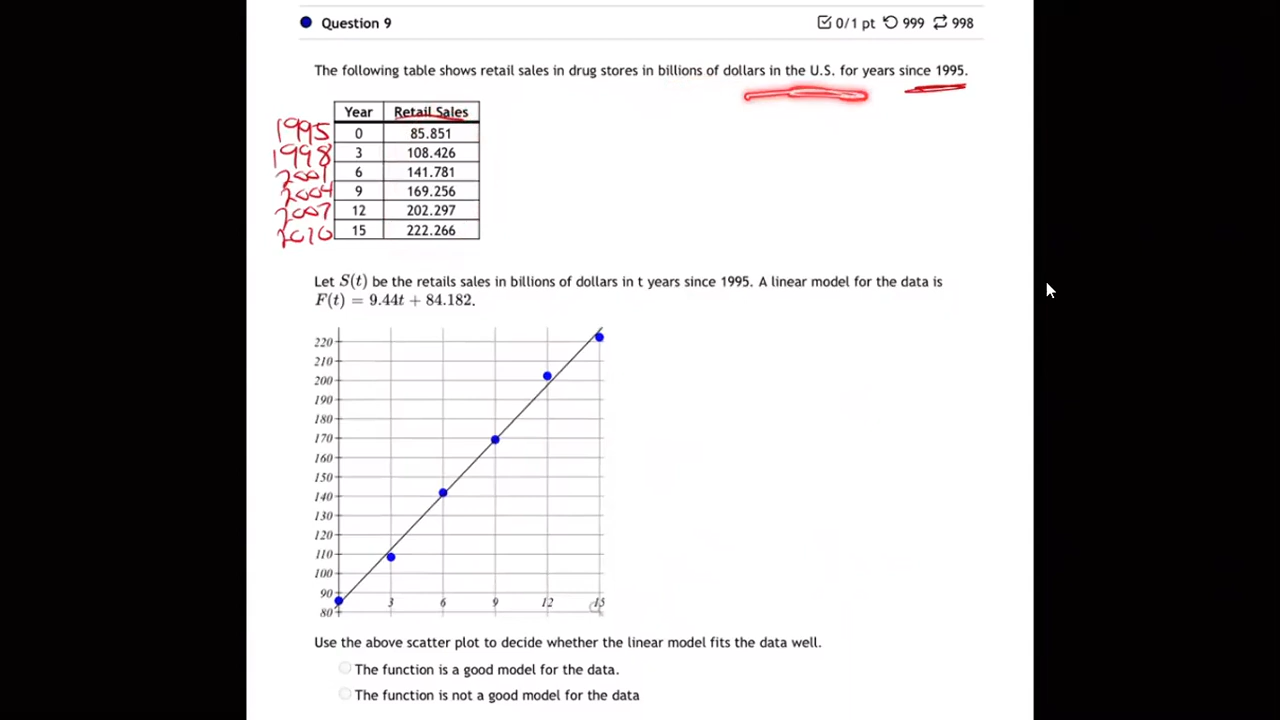 Question 9
0/1 pt 999 998
The following table shows retail sales in drug stores in billions of dollars in the U.S. for years since 1995.
Year Retail Sales
1995 0 85.851
1998 3 108.426
2001 6 141.781
2004 9 169.256
2007 12 202.297
2010 15 222.266
Let S(t) be the retails sales in billions of dollars in t years since 1995. A linear model for the data is
F(t) = 9.44t + 84.182.
220
210
200
190
180
170
160
150
140
130
120
110
100
90
3 6 9 12 15
80
Use the above scatter plot to decide whether the linear model fits the data well.
The function is a good model for the data.
The function is not a good model for the data